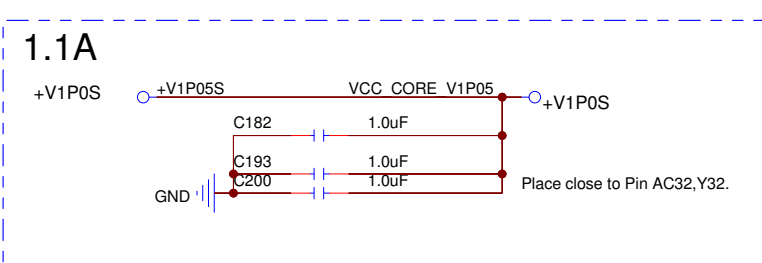 1.1A
+V1P0S +V1P05S VCC_CORE_V1P05 +V1P0S
C182 1.0uF
C193 1.0uF
C200 1.0uF
Place close to Pin AC32,Y32.
GND